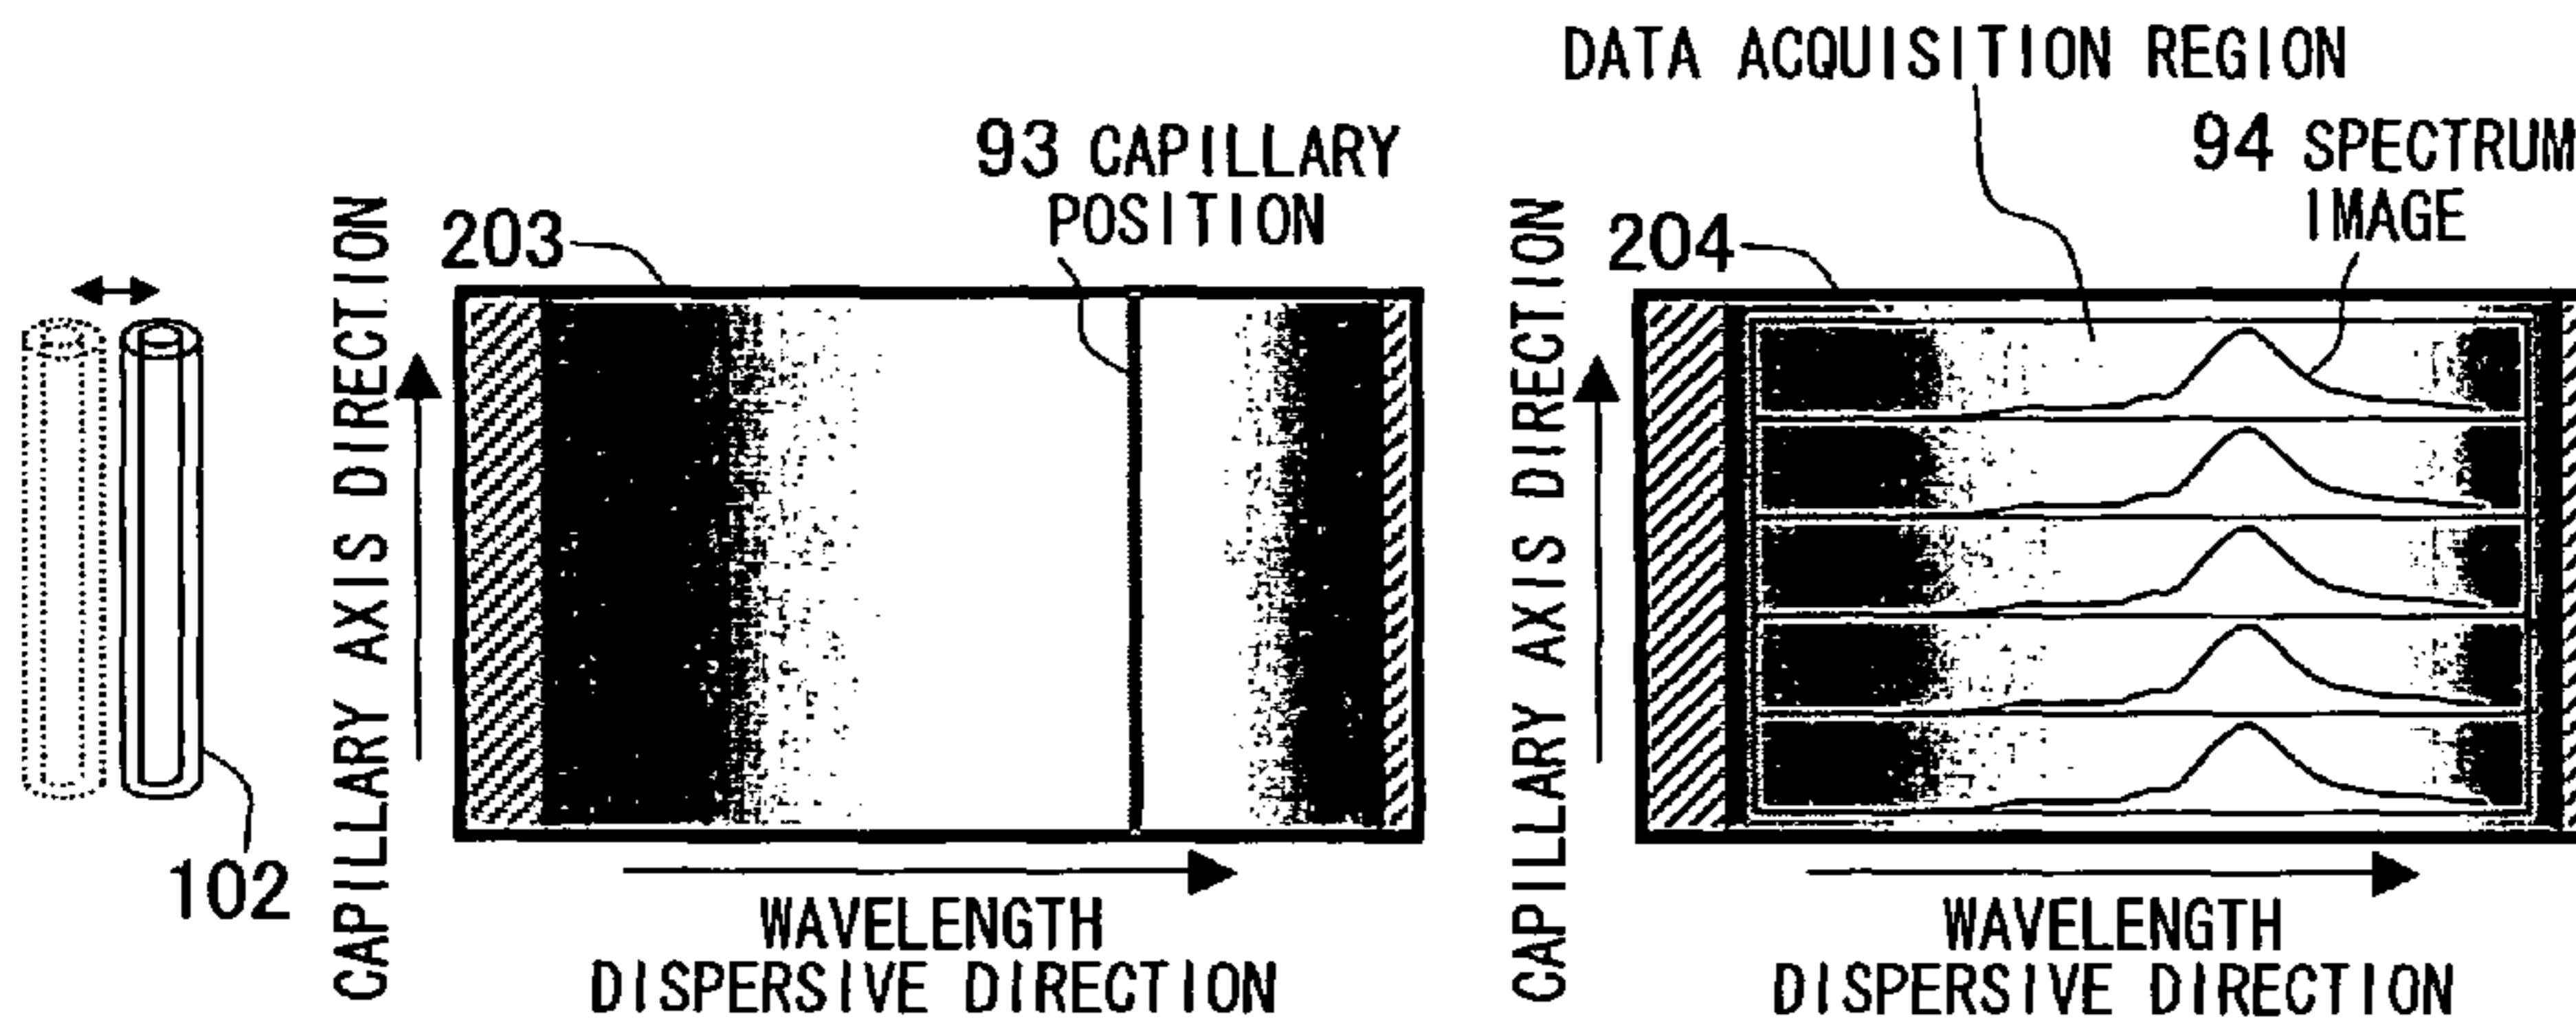 DATA ACQUISITION REGION
93 CAPILLARY
POSITION
94 SPECTRUM
IMAGE
203
204
102
CAPILLARY AXIS DIRECTION
WAVELENGTH
DISPERSIVE DIRECTION
CAPILLARY AXIS DIRECTION
WAVELENGTH
DISPERSIVE DIRECTION